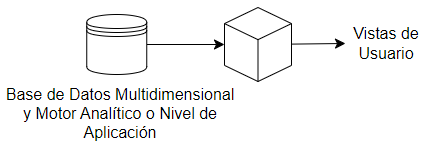 Vistas de
Usuario
Base de Datos Multidimensional
y Motor Analítico o Nivel de
Aplicación